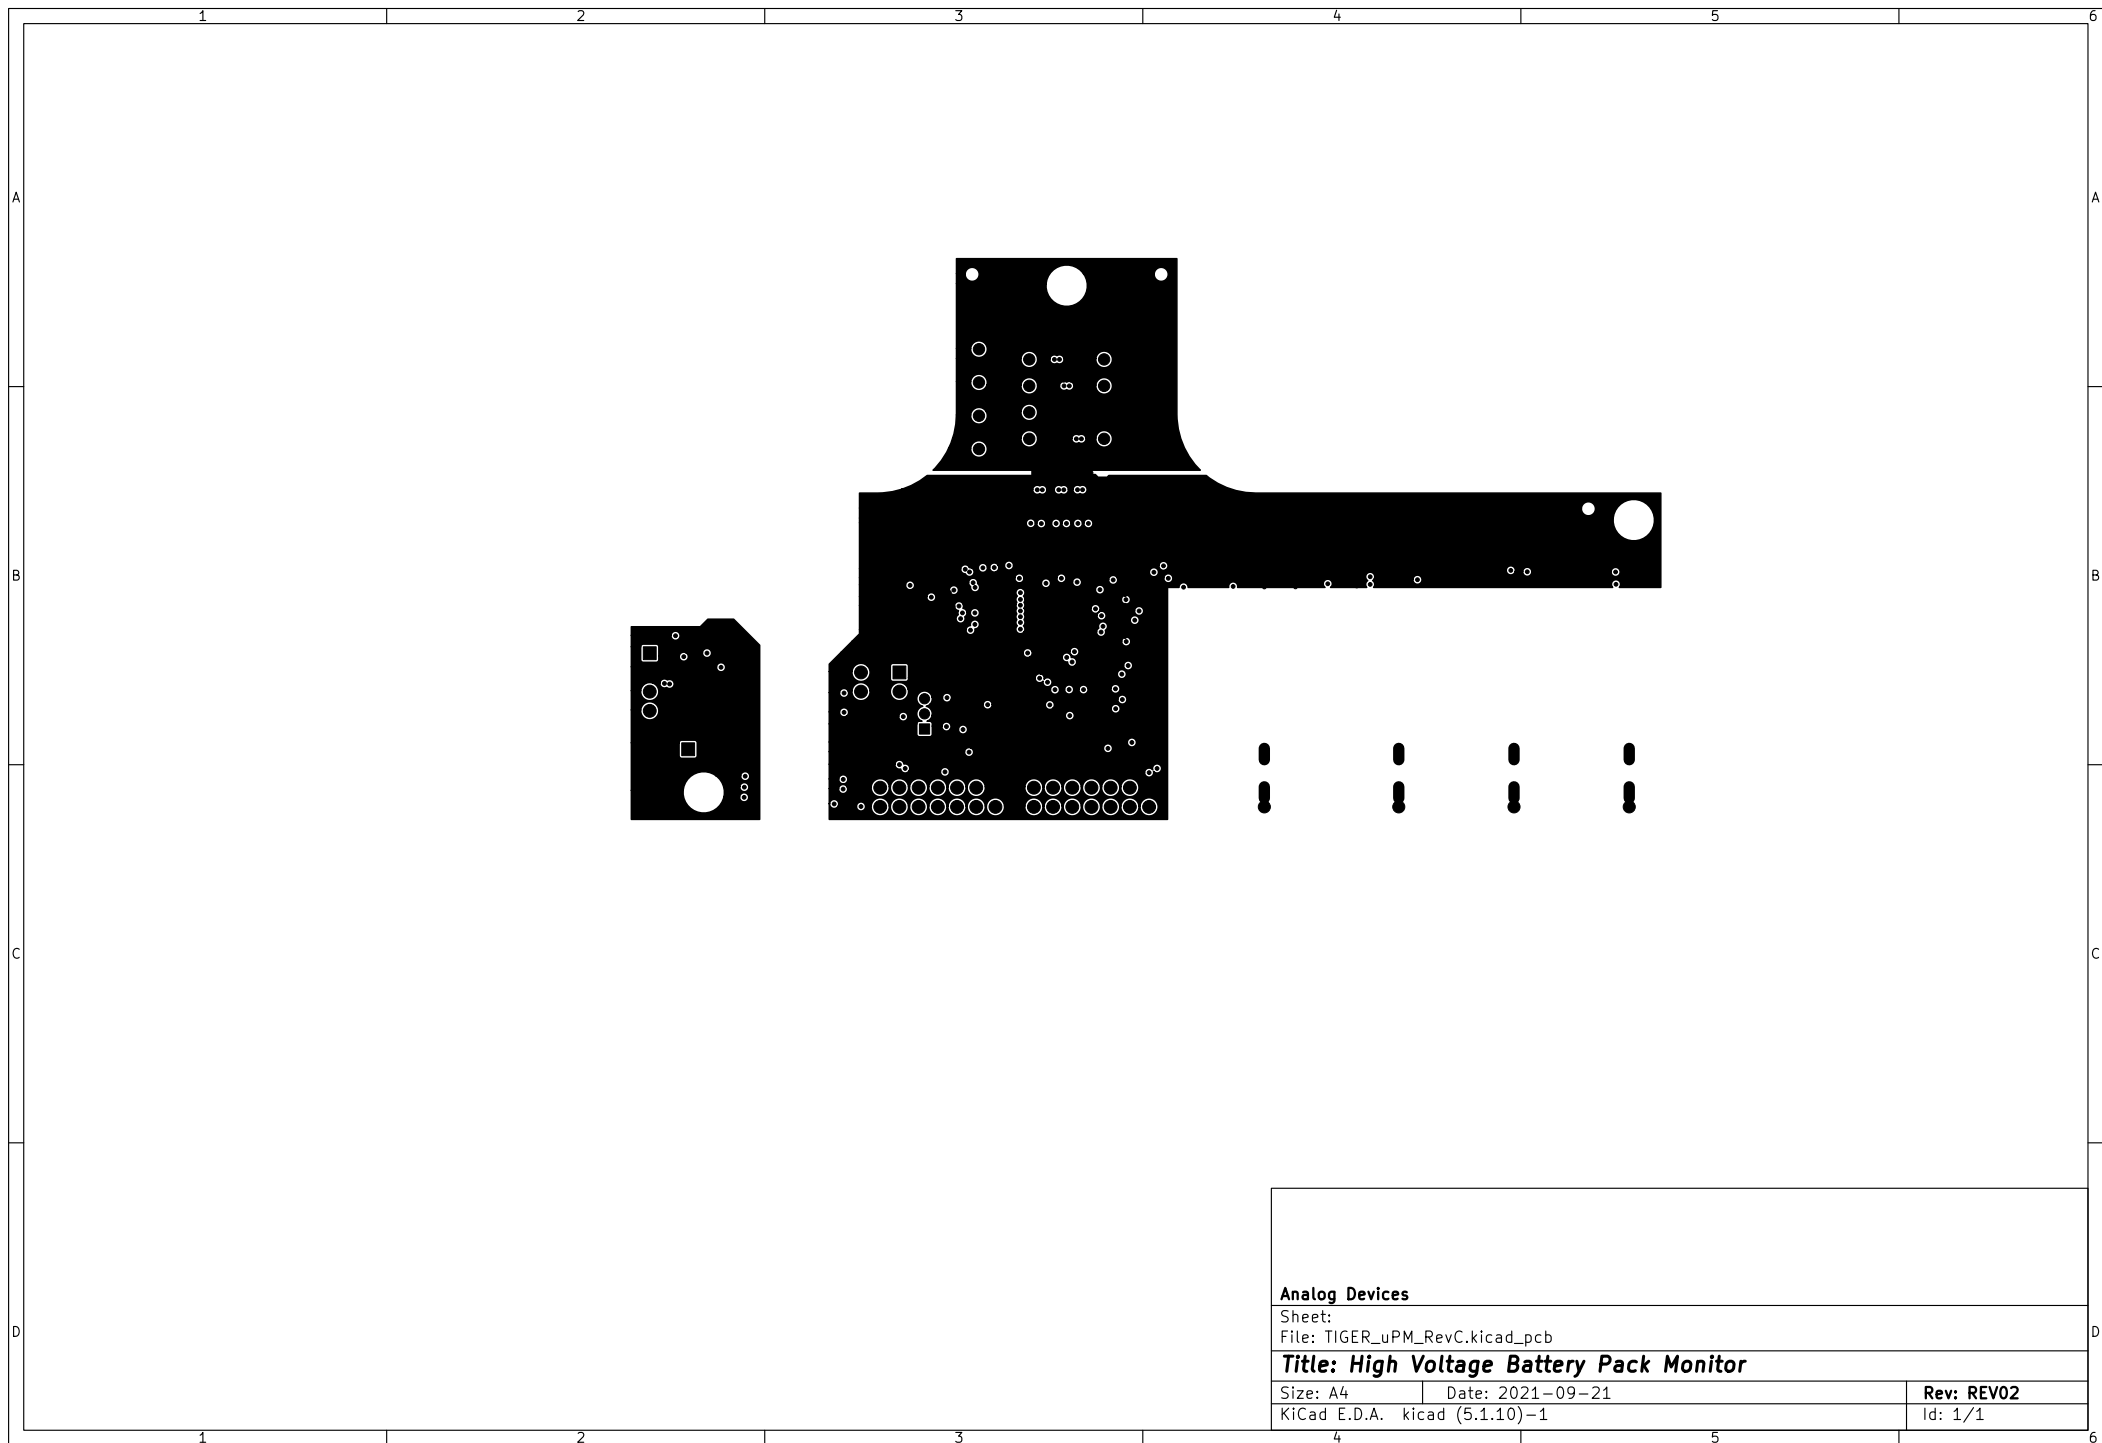 1 2 3 4 5 6
A A
B B
C C
D D
Analog Devices
Sheet:
File: TIGER_uPM_RevC.kicad_pcb
Title: High Voltage Battery Pack Monitor
Size: A4 Date: 2021-09-21 Rev: REV02
KiCad E.D.A. kicad (5.1.10)-1 Id: 1/1
1 2 3 4 5 6